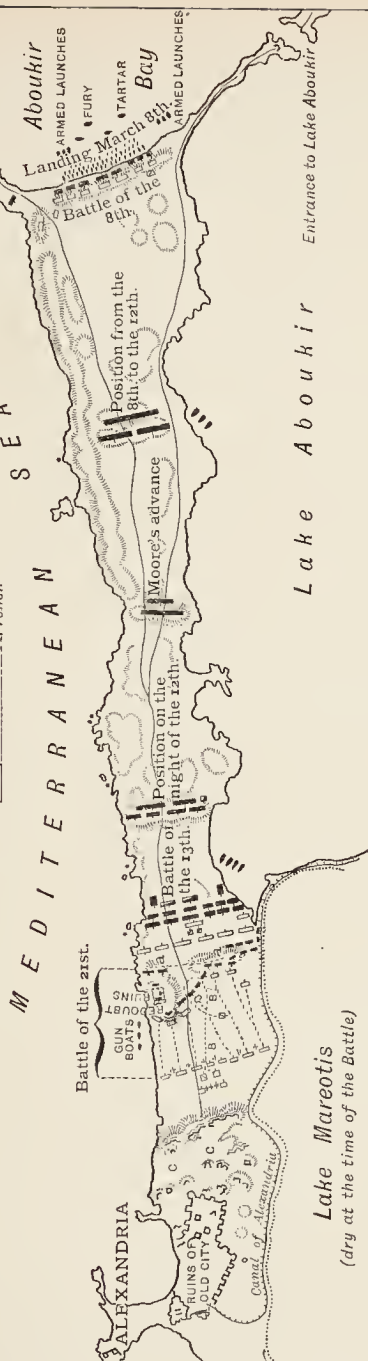 MEDITERRANEAN
SEA
Aboukir
Bay
ARMED LAUNCHES
FURY
TARTAR
ARMED LAUNCHES
Landing March 8th.
Battle of the
8th.
Entrance to Lake Aboukir
Position from the
8th. to the 12th.
Moore's advance
Lake Aboukir
Position on the
night of the 12th.
Battle of
the 13th.
Battle of the 21st.
GUN
BOATS
REDOUBT
RUINS
a
B
B
C
C
ALEXANDRIA
RUINS OF
OLD CITY
Canal of Alexandria
Lake Mareotis
(dry at the time of the Battle)